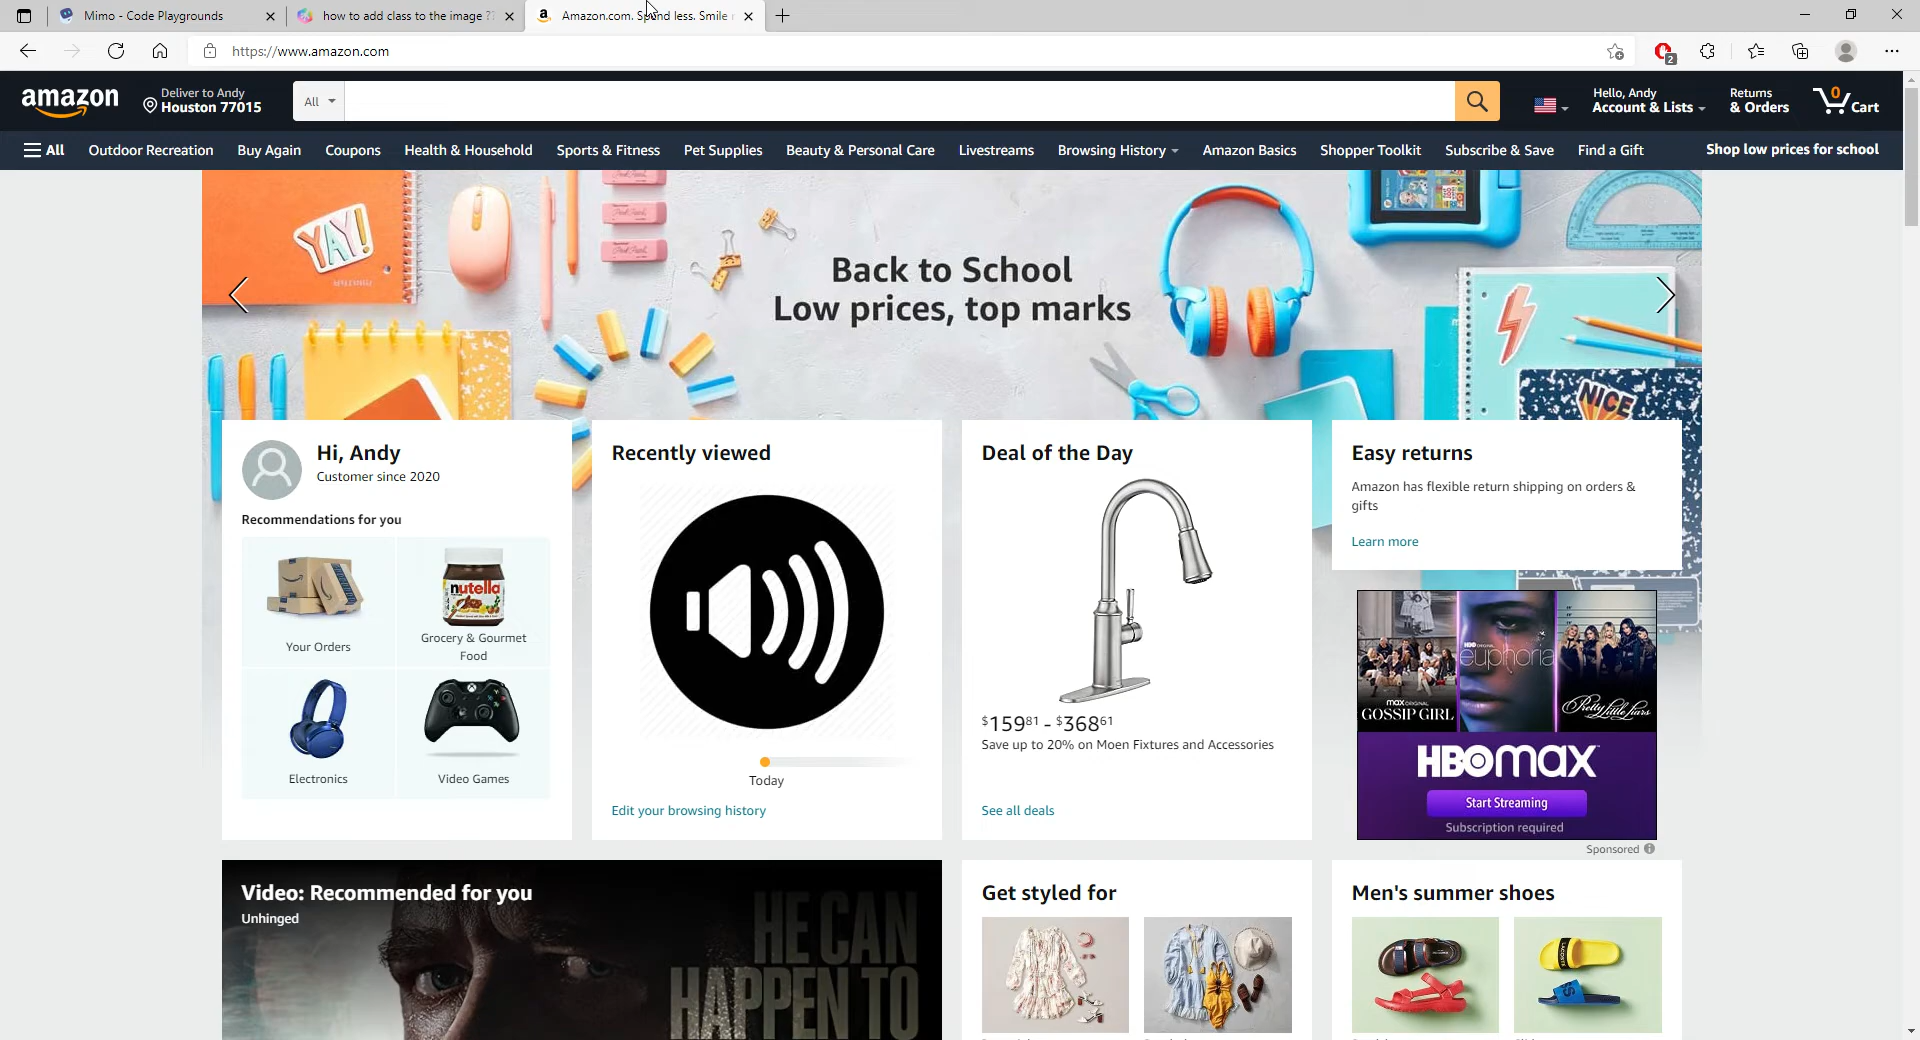 Mimo - Code Playgrounds
how to add class to the image ??
Amazon.com. Spend less. Smile
https://www.amazon.com
2
amazon
Deliver to Andy
Houston 77015
All
Hello, Andy
Account & Lists
Returns
& Orders
0
Cart
All
Outdoor Recreation
Buy Again
Coupons
Health & Household
Sports & Fitness
Pet Supplies
Beauty & Personal Care
Livestreams
Browsing History
Amazon Basics
Shopper Toolkit
Subscribe & Save
Find a Gift
Shop low prices for school
YAY!
Pink Pearl
Back to School
Low prices, top marks
NICE
Hi, Andy
Customer since 2020
Recommendations for you
nutella
Your Orders
Grocery & Gourmet
Food
Electronics
Video Games
Recently viewed
Today
Edit your browsing history
Deal of the Day
$159 81 - $368 61
Save up to 20% on Moen Fixtures and Accessories
See all deals
Easy returns
Amazon has flexible return shipping on orders &
gifts
Learn more
max ORIGINAL
GOSSIP GIRL
HBO ORIGINAL
euphoria
Pretty little liars
HBOmax
Start Streaming
Subscription required
Sponsored
Video: Recommended for you
Unhinged
HE CAN
HAPPEN TO
Get styled for
Men's summer shoes
LACOSTE